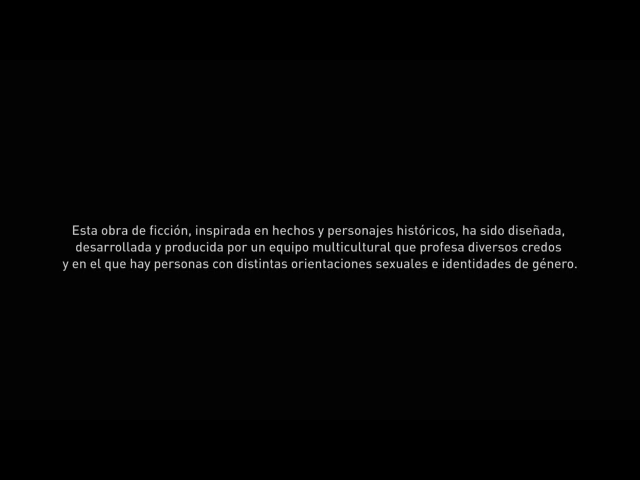 Esta obra de ficción, inspirada en hechos y personajes históricos, ha sido diseñada,
desarrollada y producida por un equipo multicultural que profesa diversos credos
y en el que hay personas con distintas orientaciones sexuales e identidades de género.